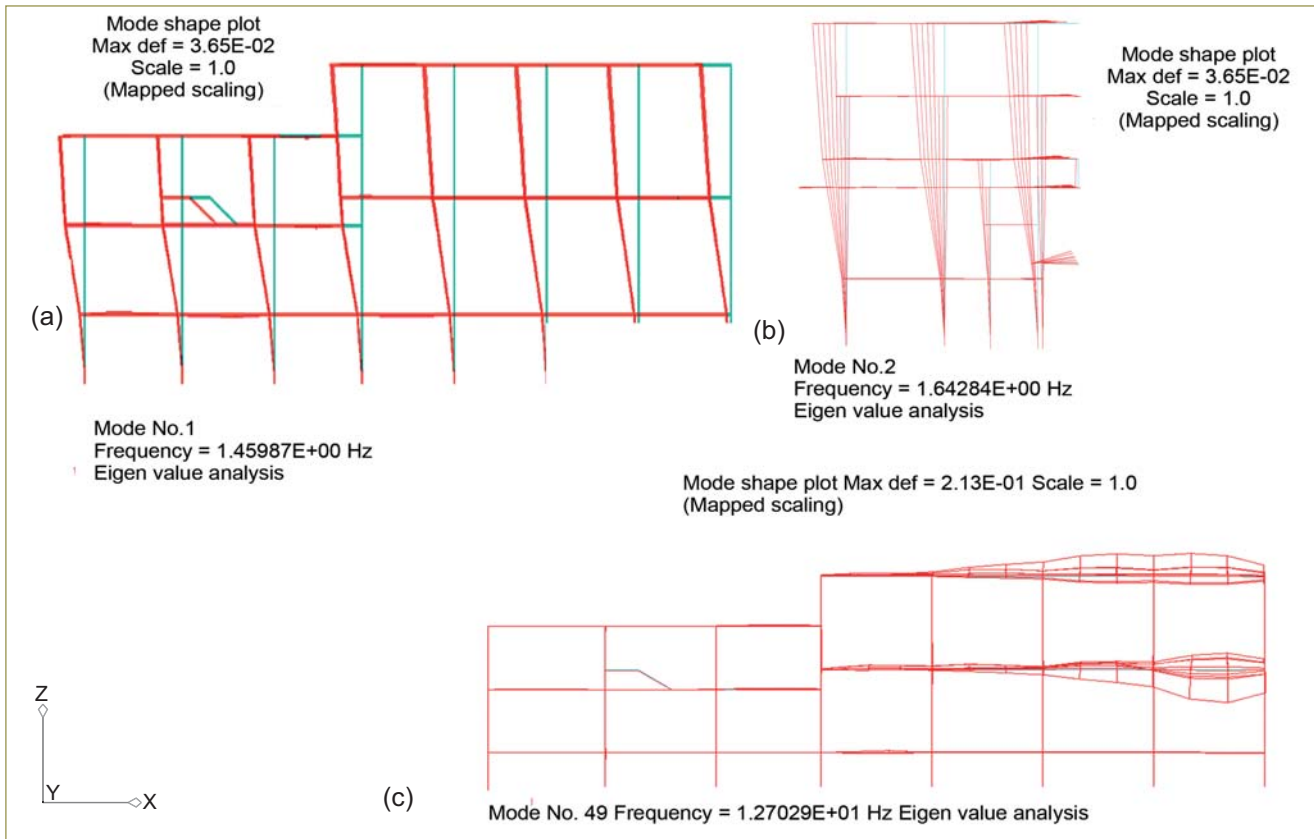 Mode shape plot
Max def = 3.65E-02
Scale = 1.0
(Mapped scaling)
(a)
Mode No.1
Frequency = 1.45987E+00 Hz
Eigen value analysis
Mode shape plot
Max def = 3.65E-02
Scale = 1.0
(Mapped scaling)
(b)
Mode No.2
Frequency = 1.64284E+00 Hz
Eigen value analysis
Mode shape plot Max def = 2.13E-01 Scale = 1.0
(Mapped scaling)
Z
Y
X
(c)
Mode No. 49 Frequency = 1.27029E+01 Hz Eigen value analysis